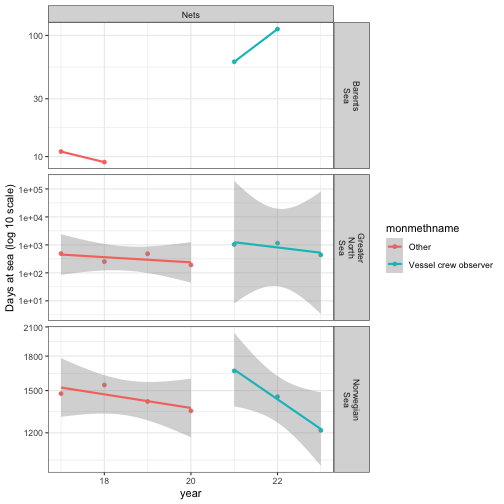 Nets
100
30
10
Barents
Sea
1e+05
1e+04
1e+03
1e+02
1e+01
Greater
North
Sea
2100
1800
1500
1200
Norwegian
Sea
18
20
22
year
Days at sea (log 10 scale)
monmethname
Other
Vessel crew observer